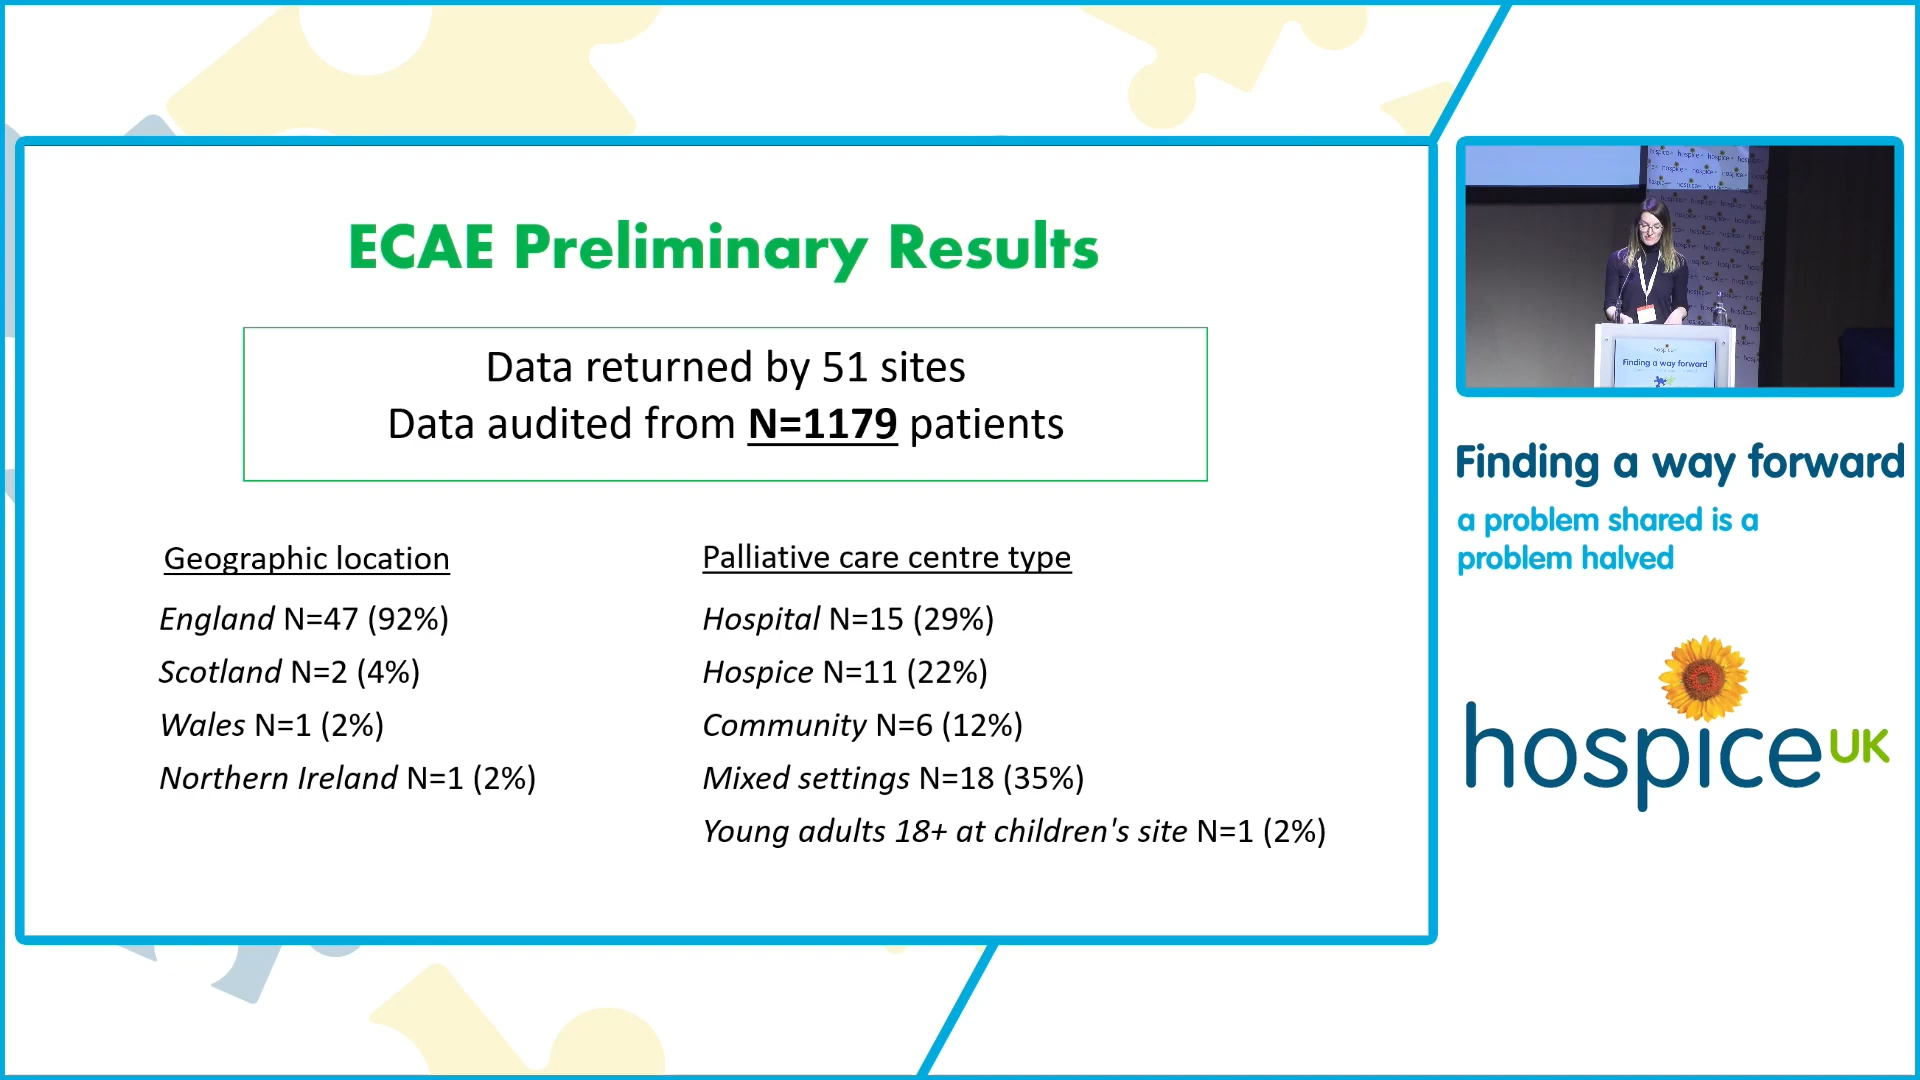 ECAE Preliminary Results
Data returned by 51 sites
Data audited from N=1179 patients
Geographic location
England N=47 (92%)
Scotland N=2 (4%)
Wales N=1 (2%)
Northern Ireland N=1 (2%)
Palliative care centre type
Hospital N=15 (29%)
Hospice N=11 (22%)
Community N=6 (12%)
Mixed settings N=18 (35%)
Young adults 18+ at children's site N=1 (2%)
Finding a way forward
Finding a way forward
a problem shared is a
problem halved
hospice UK